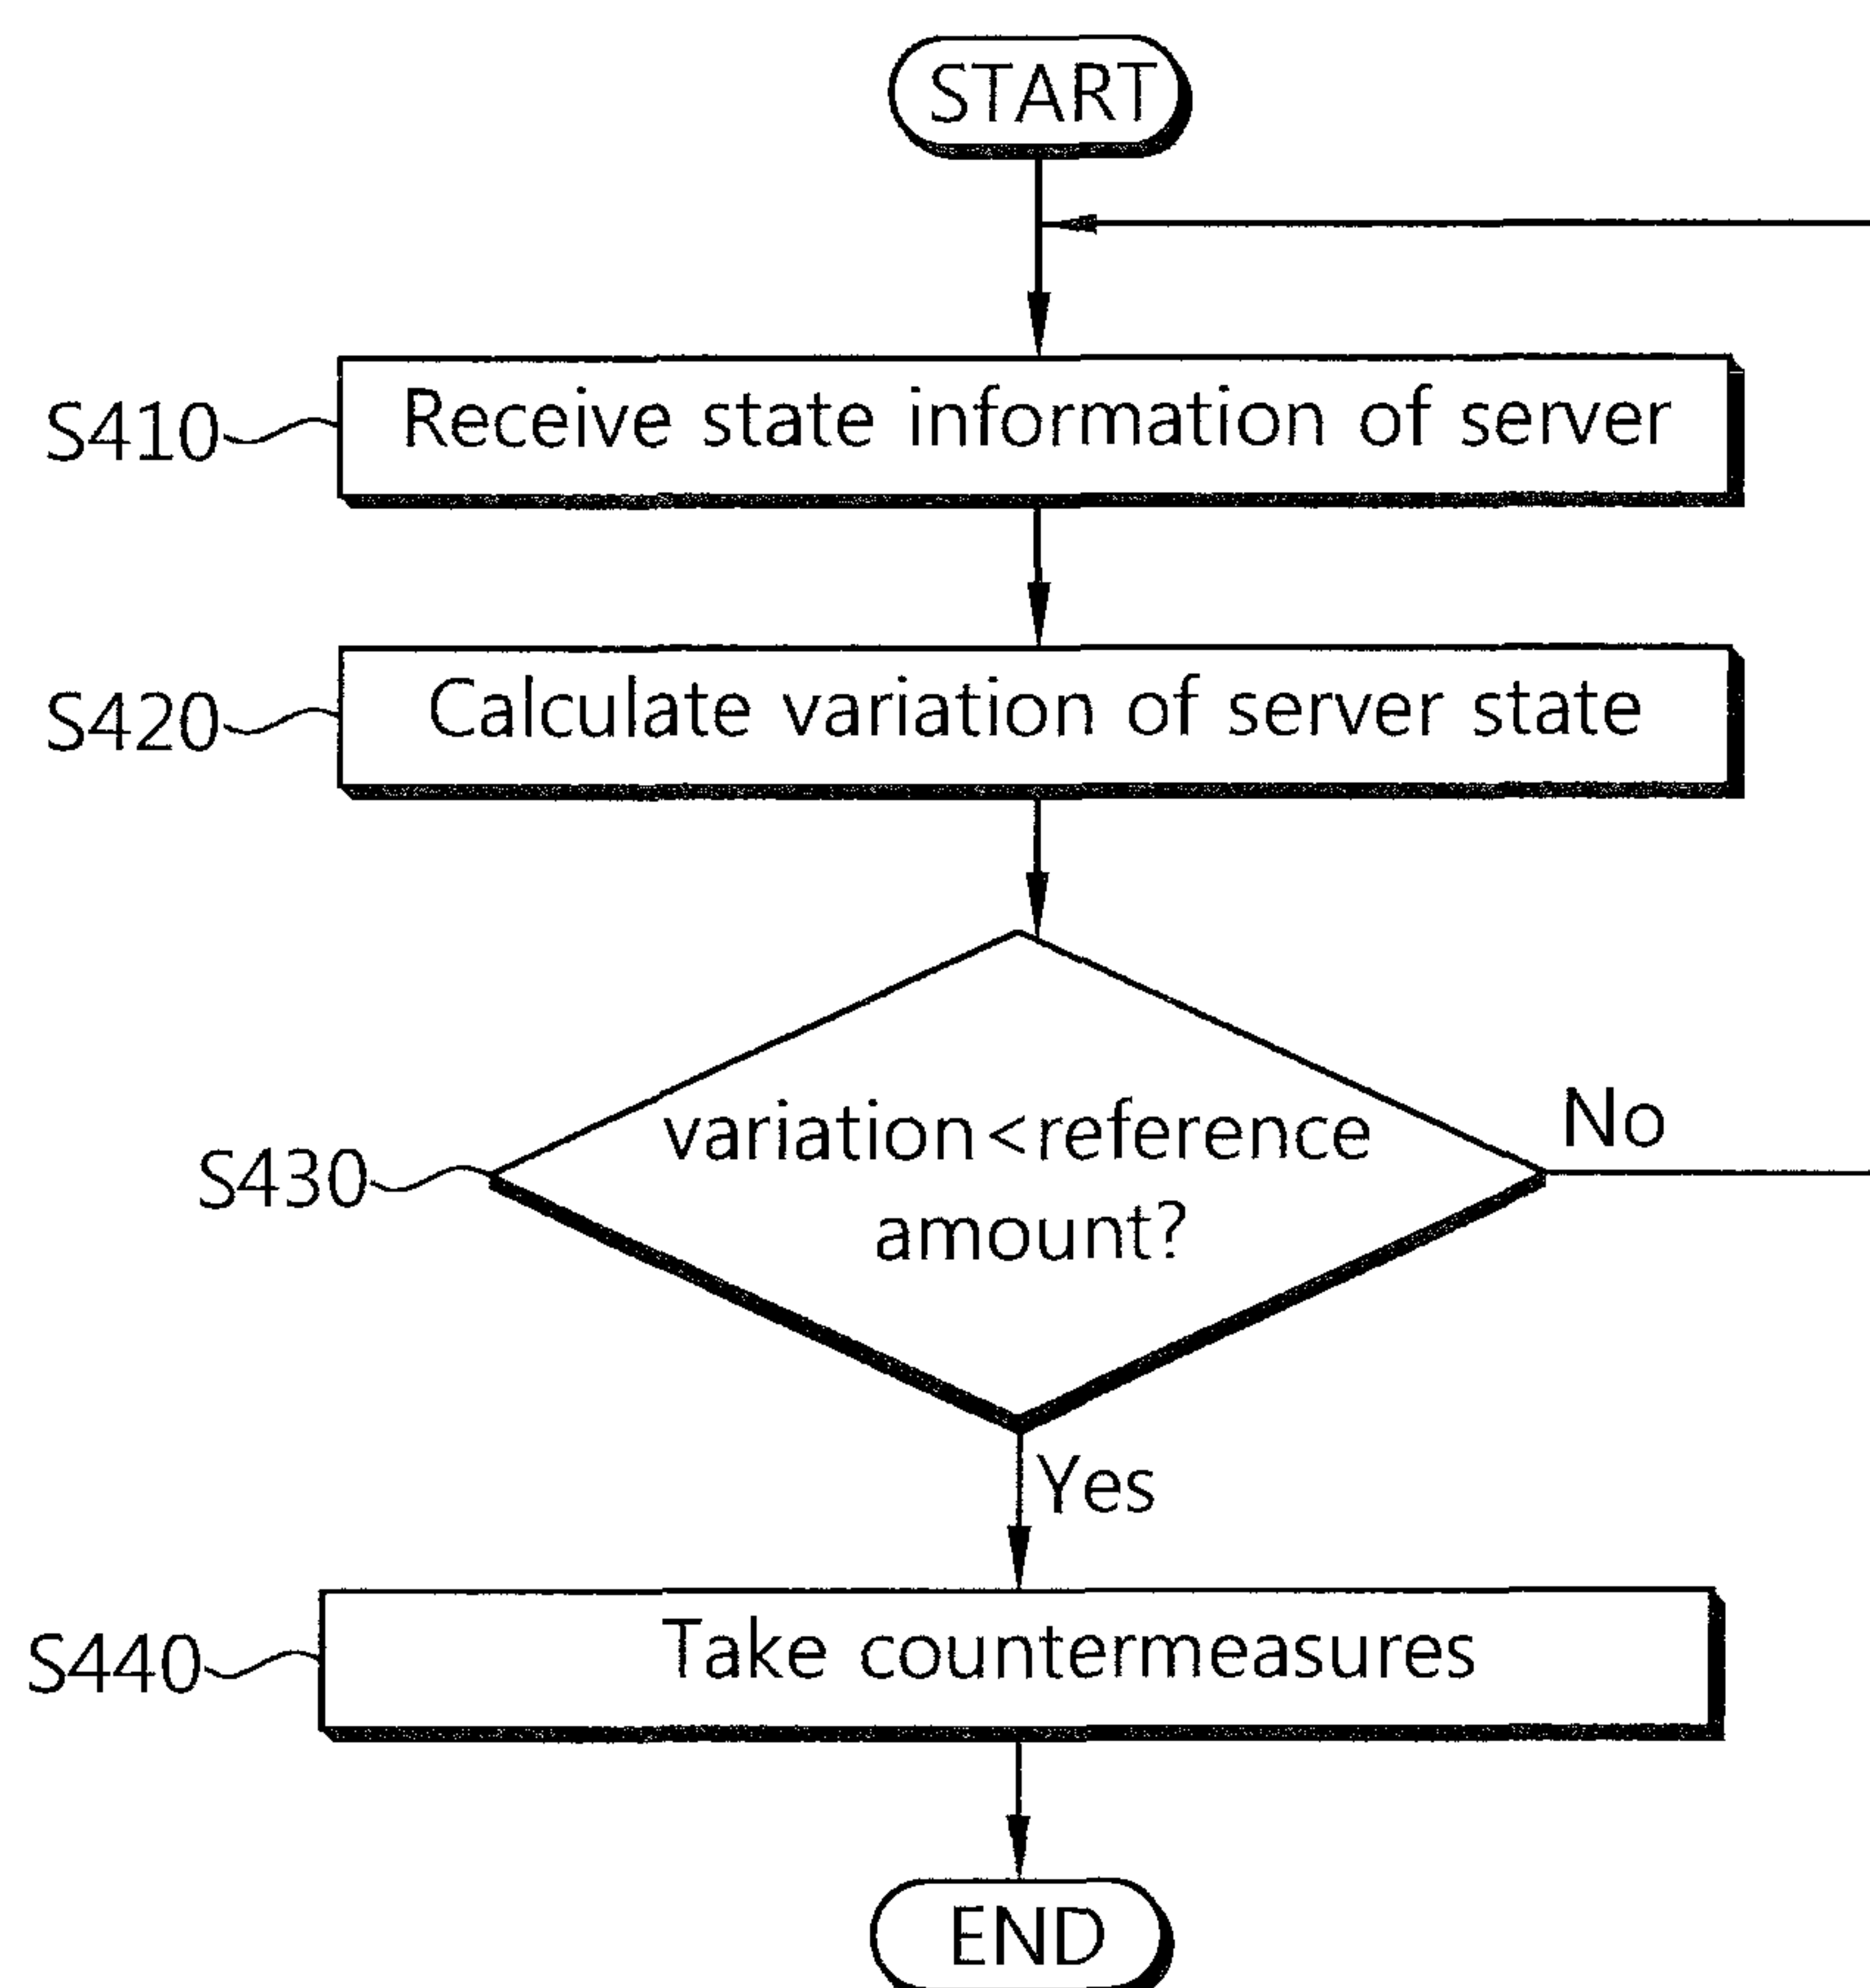 START
S410
Receive state information of server
S420
Calculate variation of server state
S430
variation<reference
amount?
No
Yes
S440
Take countermeasures
END